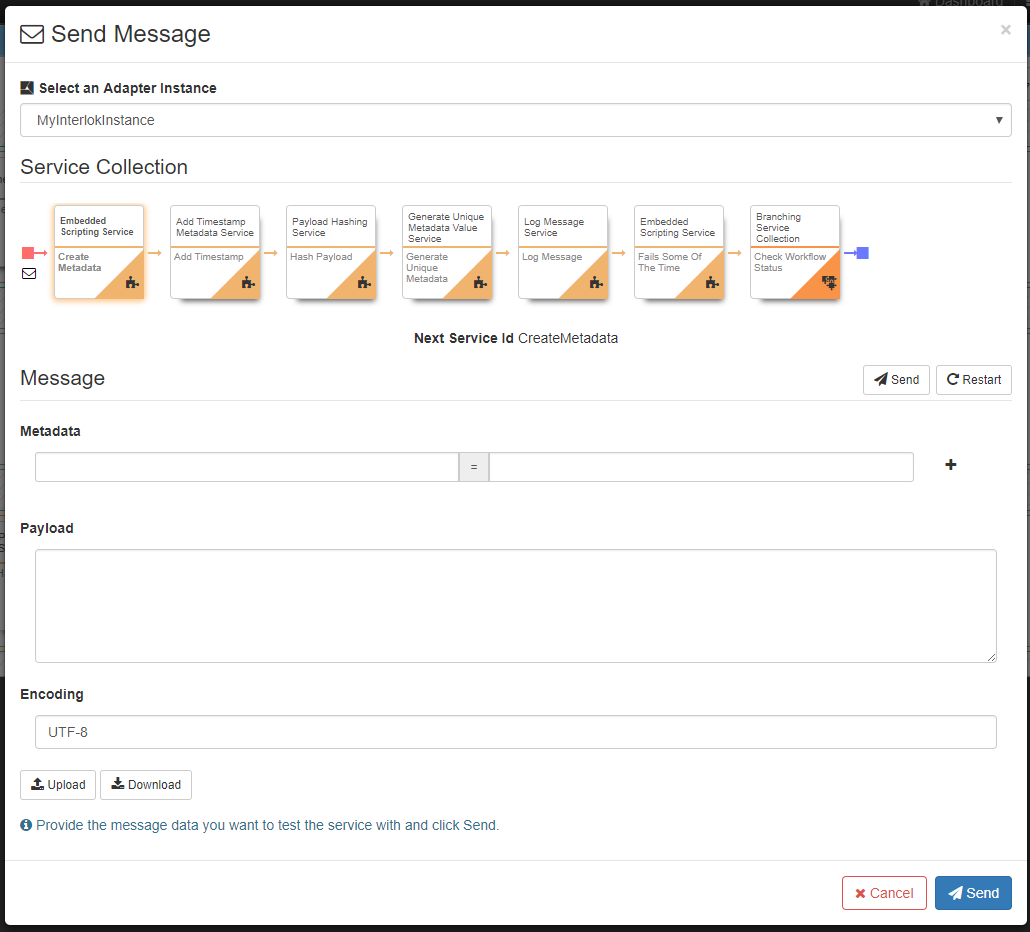 Dashboard
Send Message
×
Select an Adapter Instance
MyInterlokInstance
Service Collection
Embedded
Scripting Service
Create
Metadata
Add Timestamp
Metadata Service
Add Timestamp
Payload Hashing
Service
Hash Payload
Generate Unique
Metadata Value
Service
Generate
Unique
Metadata
Log Message
Service
Log Message
Embedded
Scripting Service
Fails Some Of
The Time
Branching
Service
Collection
Check Workflow
Status
Next Service Id CreateMetadata
Message
Send
Restart
Metadata
=
Payload
Encoding
UTF-8
Upload
Download
Provide the message data you want to test the service with and click Send.
Cancel
Send